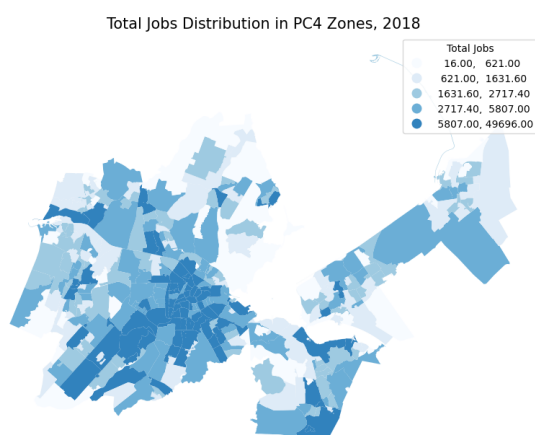 Total Jobs Distribution in PC4 Zones, 2018
Total Jobs
16.00, 621.00
621.00, 1631.60
1631.60, 2717.40
2717.40, 5807.00
5807.00, 49696.00